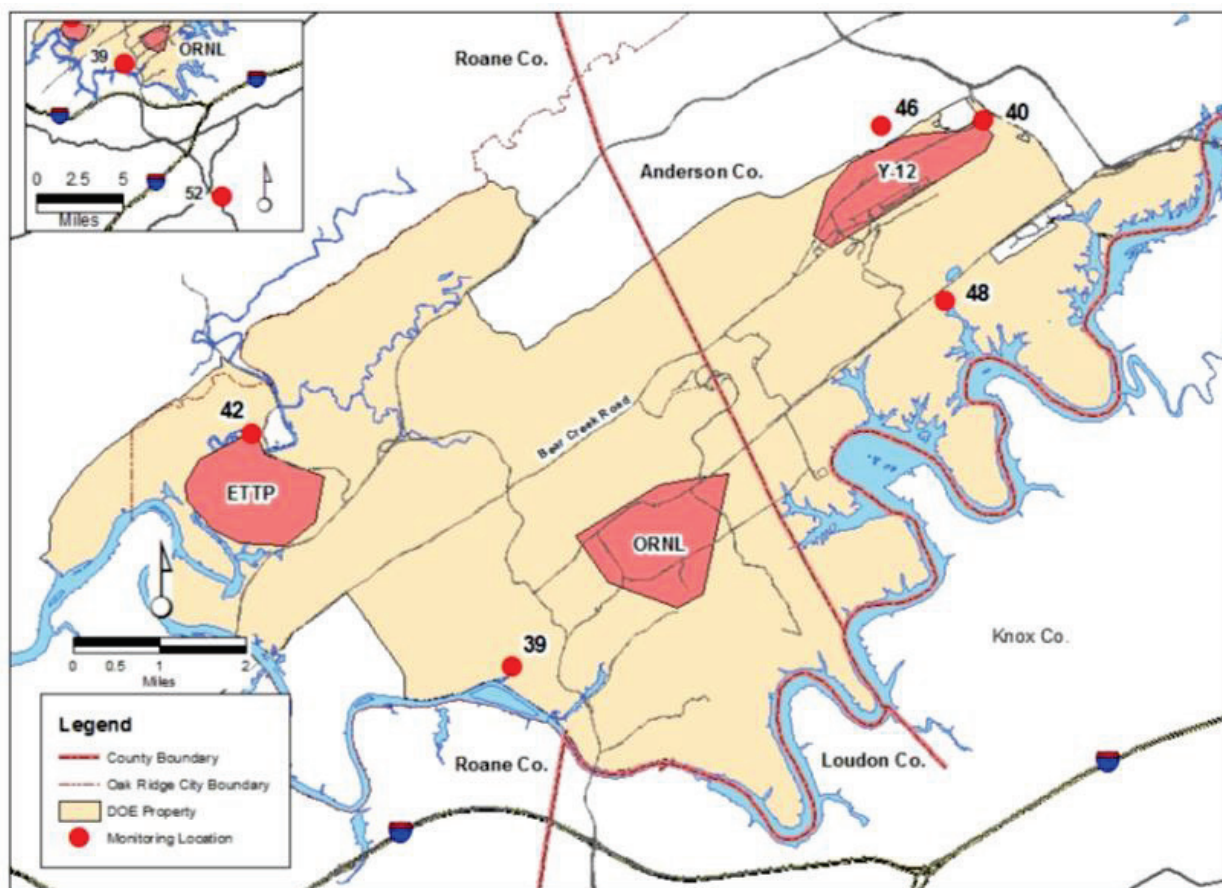 ORNL
39
0 2.5 5
Miles
52
Roane Co.
46
40
Anderson Co.
Y-12
48
42
Bear Creek Road
ETTP
ORNL
Knox Co.
0 0.5 1 2
Miles
39
Legend
County Boundary
Oak Ridge City Boundary
DOE Property
Monitoring Location
Roane Co.
Loudon Co.